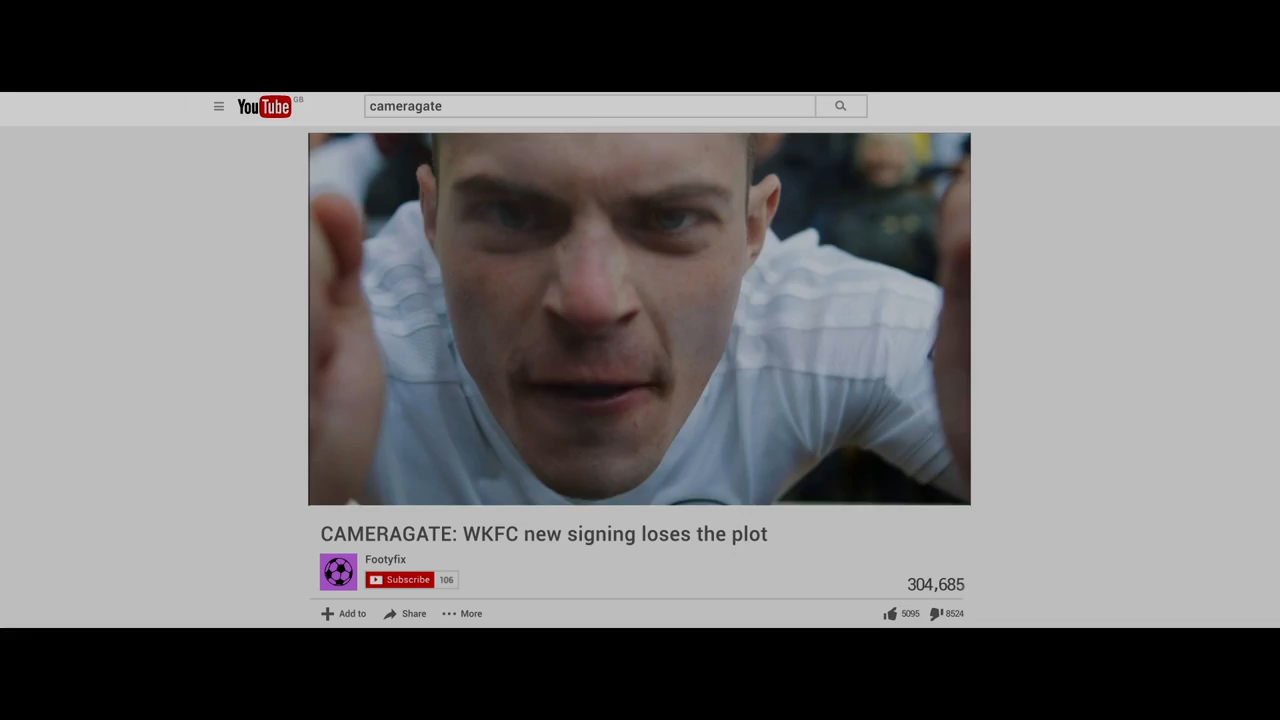 YouTube GB
cameragate
CAMERAGATE: WKFC new signing loses the plot
Footyfix
Subscribe 106
304,685
Add to Share More 5095 8524